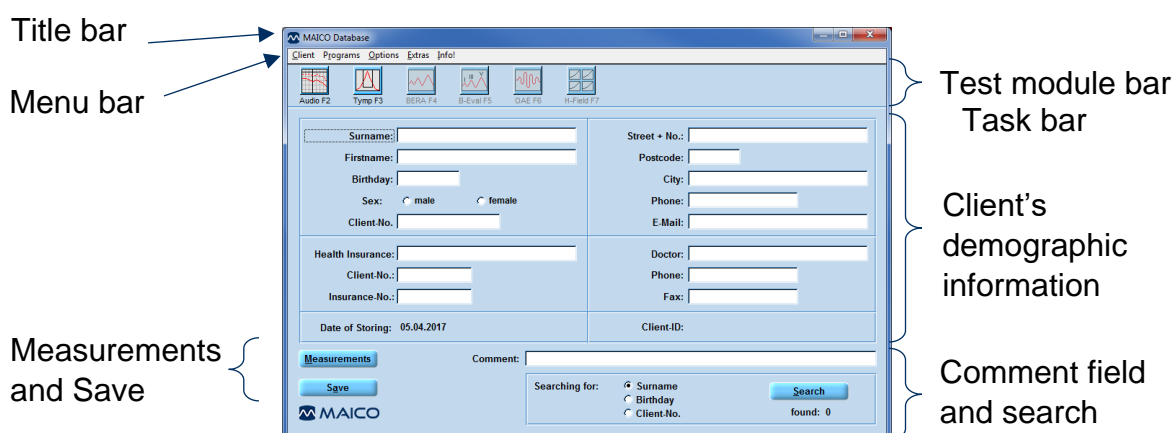 Title bar
Menu bar
MAICO Database
Client Programs Options Extras Info!
Audio F2 Tymp F3 BERA F4 B-Eval F5 OAE F6 H-Field F7
Test module bar
Task bar
Surname: Street + No.:
Firstname: Postcode:
Birthday: City:
Sex: male female Phone:
Client-No. E-Mail:
Client's
demographic
information
Health Insurance: Doctor:
Client-No.: Phone:
Insurance-No.: Fax:
Date of Storing: 05.04.2017 Client-ID:
Measurements
and Save
Measurements Comment:
Save Searching for: Surname Search
Birthday
MAICO Client-No. found: 0
Comment field
and search